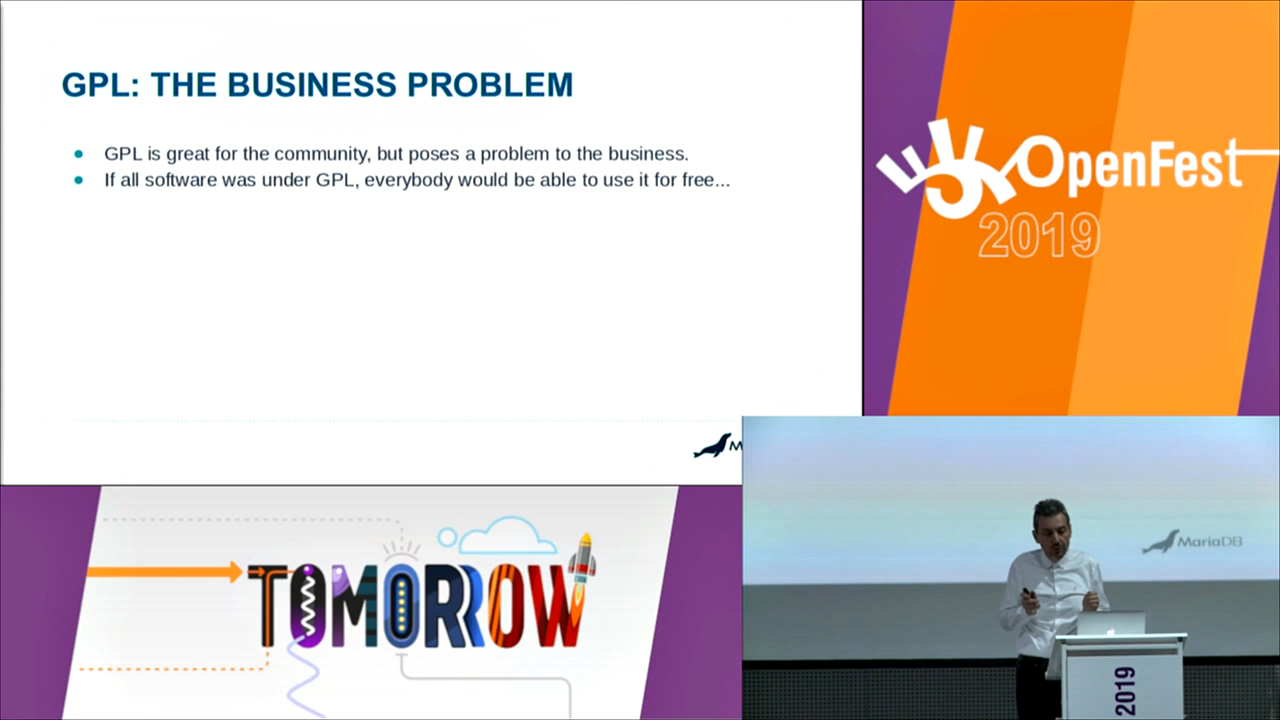 GPL: THE BUSINESS PROBLEM
GPL is great for the community, but poses a problem to the business.
If all software was under GPL, everybody would be able to use it for free...
OpenFest
2019
TOMORROW
MariaDB
2019